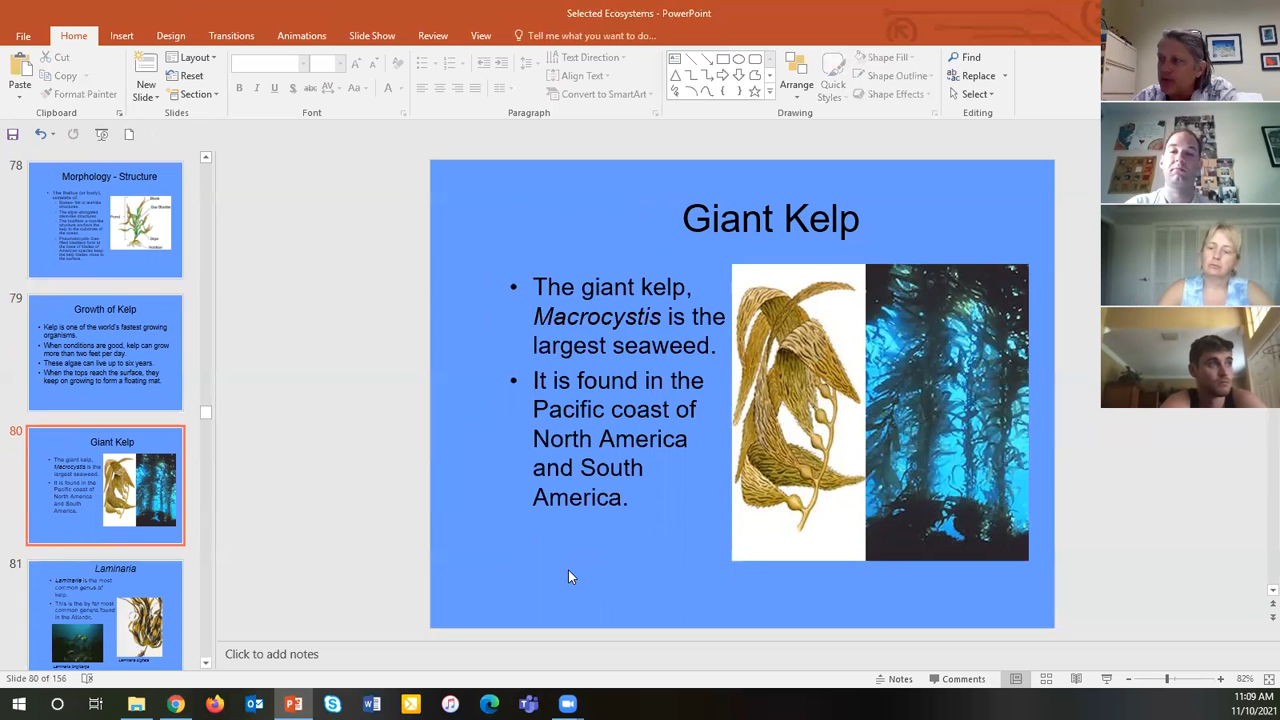 Selected Ecosystems - PowerPoint
File Home Insert Design Transitions Animations Slide Show Review View Tell me what you want to do...
Paste
Cut
Copy
Format Painter
Clipboard
New Slide
Layout
Reset
Section
Slides
B I U S abc AV Aa A
Font
Text Direction
Align Text
Convert to SmartArt
Paragraph
Arrange
Quick Styles
Shape Fill
Shape Outline
Shape Effects
Drawing
Find
Replace
Select
Editing
78
Morphology - Structure
79
Growth of Kelp
• Kelp is one of the world's fastest growing
organisms.
• When conditions are good, kelp can grow
more than two feet per day.
• These algae can live up to six years.
• When the tops reach the surface, they
keep on growing to form a floating mat.
80
Giant Kelp
• The giant kelp,
Macrocystis is the
largest seaweed.
• It is found in the
Pacific coast of
North America
and South
America.
81
Laminaria
• Laminaria is the most
common genus of
kelp.
• This is the by far most
common genus found
in the Atlantic.
Giant Kelp
• The giant kelp,
Macrocystis is the
largest seaweed.
• It is found in the
Pacific coast of
North America
and South
America.
Click to add notes
Slide 80 of 156
Notes
Comments
82%
11:09 AM
11/10/2021